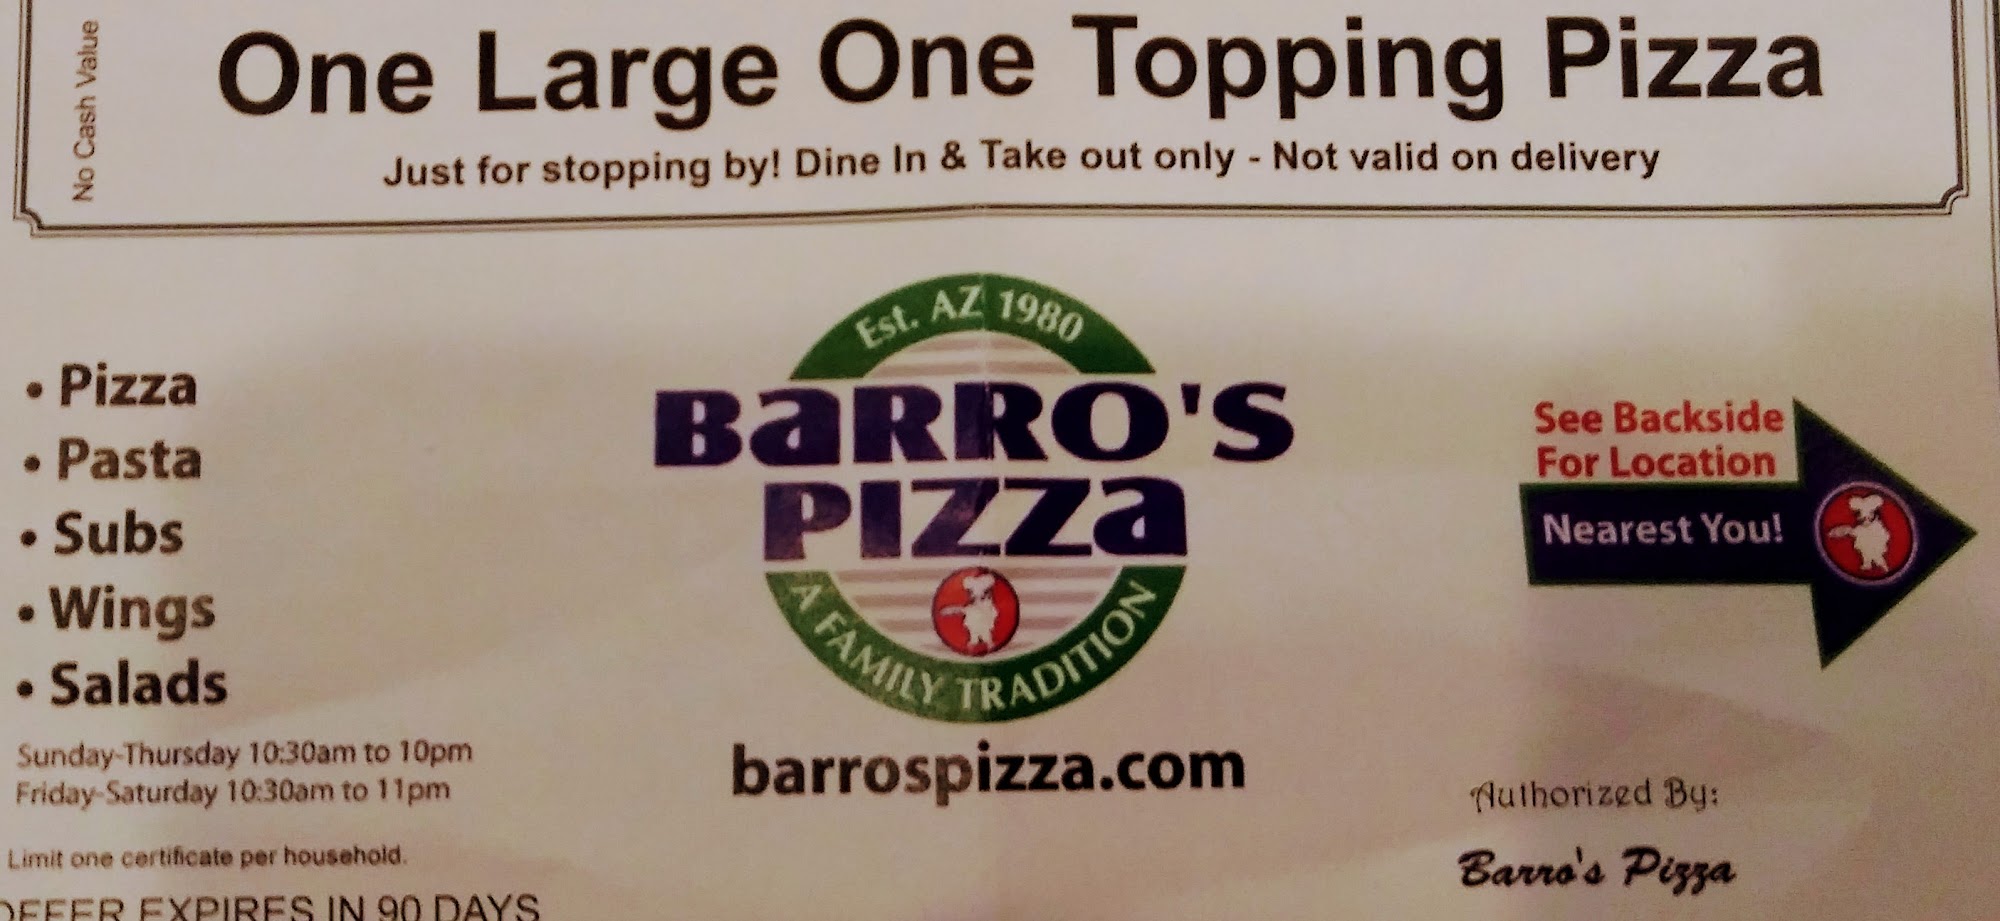 No Cash Value
One Large One Topping Pizza
Just for stopping by! Dine In & Take out only - Not valid on delivery
• Pizza
• Pasta
• Subs
• Wings
• Salads
Sunday-Thursday 10:30am to 10pm
Friday-Saturday 10:30am to 11pm
Limit one certificate per household.
OFFER EXPIRES IN 90 DAYS
Est. AZ 1980
BaRRO'S
PIZZa
A FAMILY TRADITION
barrospizza.com
See Backside
For Location
Nearest You!
Authorized By:
Barro's Pizza